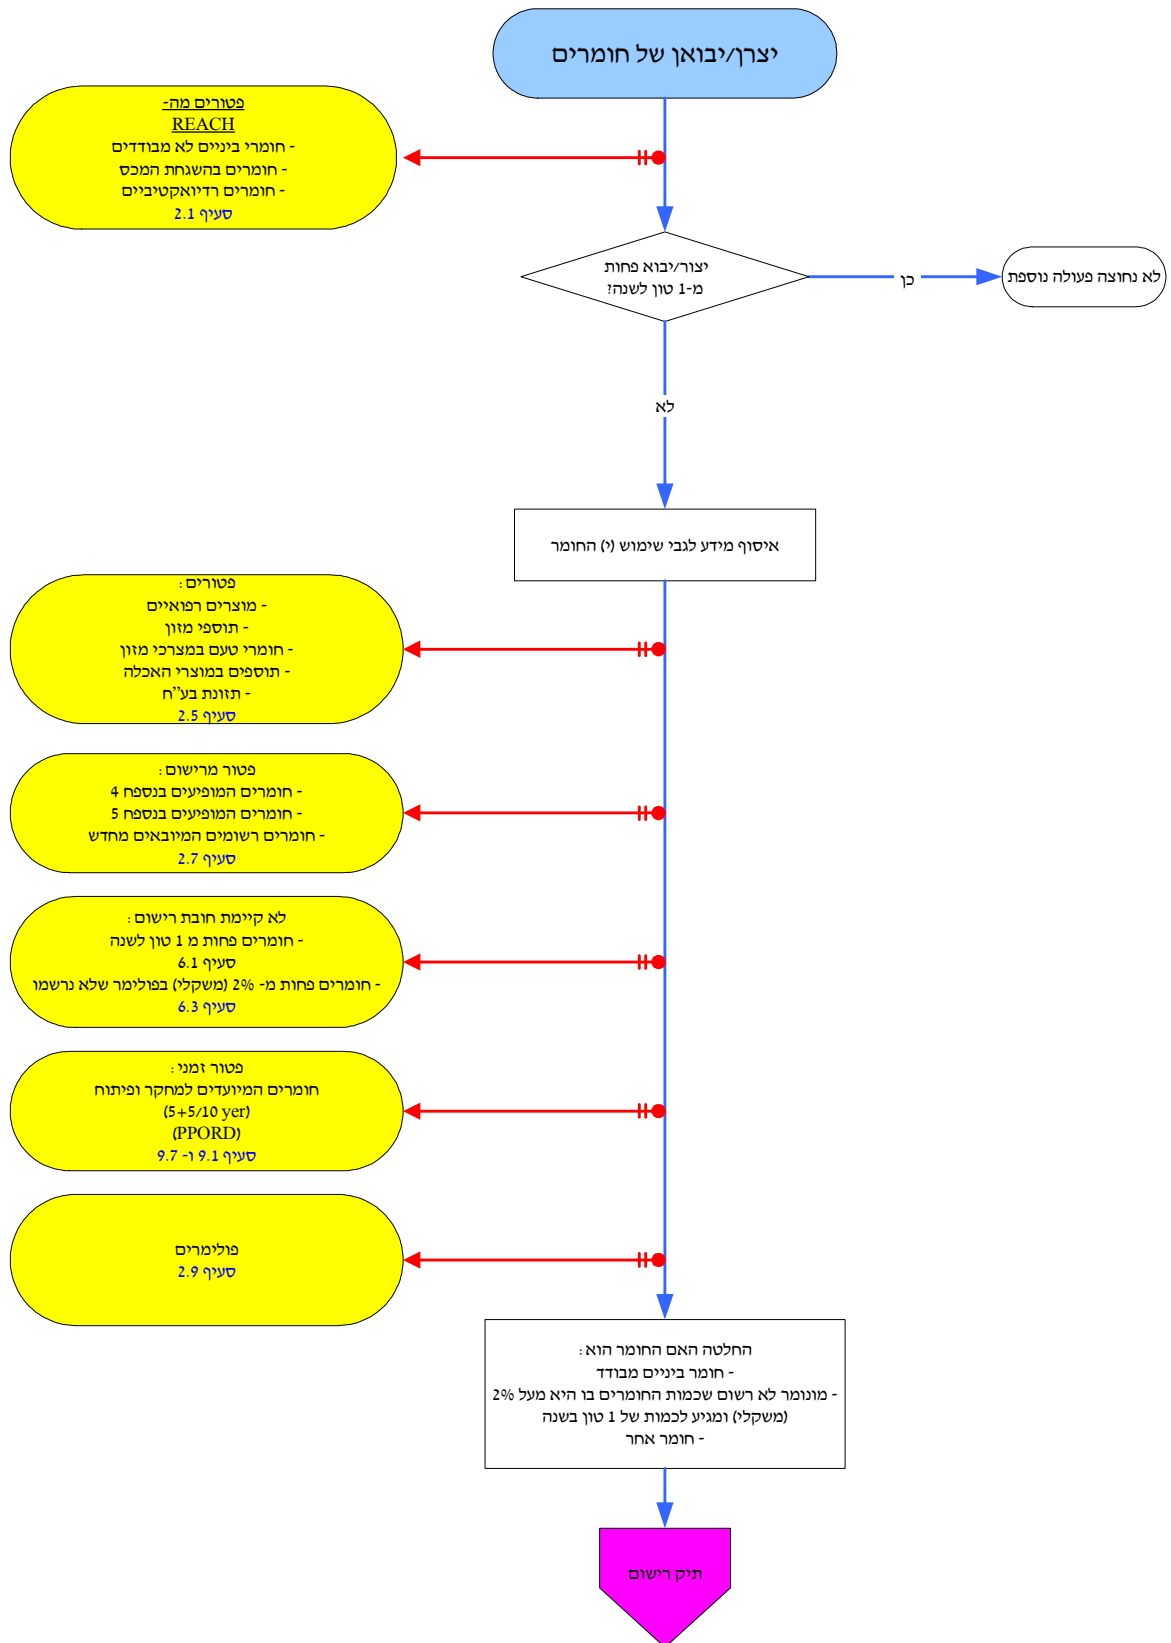 יצרן/יבואן של חומרים
פטורים מה-
REACH
- חומרי ביניים לא מבודדים
- חומרים בהשגחת המכס
- חומרים רדיואקטיביים
סעיף 2.1
יצור/יבוא פחות
מ-1 טון לשנה?
כן
לא נחוצה פעולה נוספת
לא
איסוף מידע לגבי שימוש (י) החומר
פטורים:
- מוצרים רפואיים
- תוספי מזון
- חומרי טעם במצרכי מזון
- תוספים במוצרי האכלה
- תזונת בע"ח
סעיף 2.5
פטור מרישום:
- חומרים המופיעים בנספח 4
- חומרים המופיעים בנספח 5
- חומרים רשומים המיובאים מחדש
סעיף 2.7
לא קיימת חובת רישום:
- חומרים פחות מ 1 טון לשנה
סעיף 6.1
- חומרים פחות מ- 2% (משקלי) בפולימר שלא נרשמו
סעיף 6.3
פטור זמני:
חומרים המיועדים למחקר ופיתוח
(5+5/10 yer)
(PPORD)
סעיף 9.1 ו- 9.7
פולימרים
סעיף 2.9
החלטה האם החומר הוא:
- חומר ביניים מבודד
- מונומר לא רשום שכמות החומרים בו היא מעל 2%
(משקלי) ומגיע לכמות של 1 טון בשנה
- חומר אחר
תיק רישום